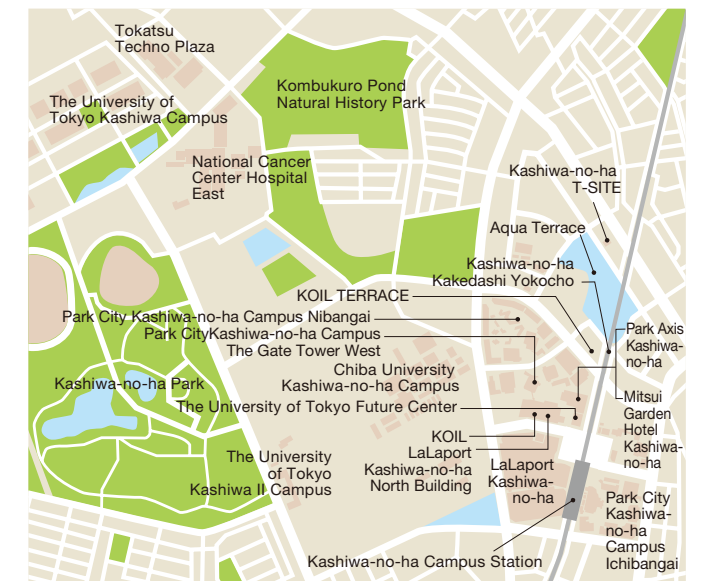 Tokatsu
Techno Plaza
Kombukuro Pond
Natural History Park
The University of
Tokyo Kashiwa Campus
National Cancer
Center Hospital
East
Kashiwa-no-ha
T-SITE
Aqua Terrace
Kashiwa-no-ha
Kakedashi Yokocho
KOIL TERRACE
Park City Kashiwa-no-ha Campus Nibangai
Park CityKashiwa-no-ha Campus
The Gate Tower West
Park Axis
Kashiwa-
no-ha
Chiba University
Kashiwa-no-ha Campus
Kashiwa-no-ha Park
The University of Tokyo Future Center
Mitsui
Garden
Hotel
Kashiwa-
no-ha
KOIL
LaLaport
Kashiwa-no-ha
North Building
The University
of Tokyo
Kashiwa II Campus
LaLaport
Kashiwa-
no-ha
Park City
Kashiwa-
no-ha
Campus
Ichibangai
Kashiwa-no-ha Campus Station